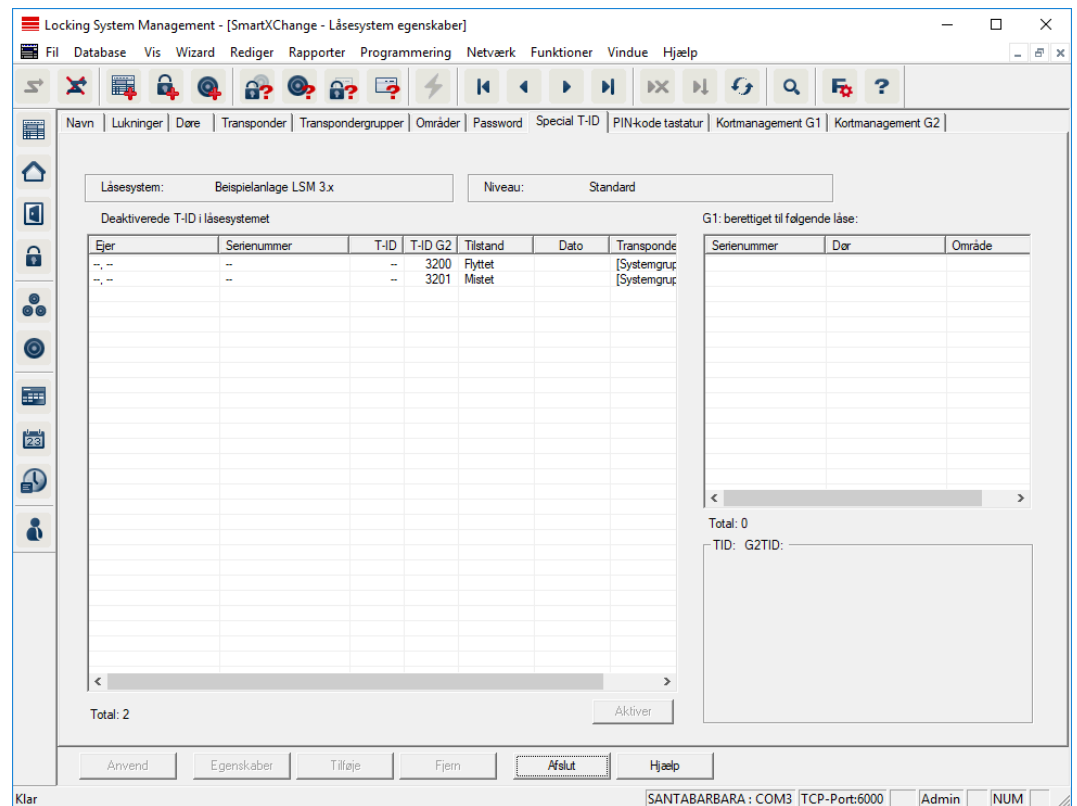 Locking System Management - [SmartXChange - Låsesystem egenskaber]
Fil Database Vis Wizard Rediger Rapporter Programmering Netværk Funktioner Vindue Hjælp
Navn Lukninger Døre Transponder Transpondergrupper Områder Password Special T-ID PIN-kode tastatur Kortmanagement G1 Kortmanagement G2
Låsesystem: Beispielanlage LSM 3.x Niveau: Standard
Deaktiverede T-ID i låsesystemet
G1: berettiget til følgende låse:
Ejer Serienummer T-ID T-ID G2 Tilstand Dato Transponde
Serienummer Dør Område
--, -- -- -- 3200 Flyttet [Systemgrup
--, -- -- -- 3201 Mistet [Systemgrup
23
Total: 0
TID: G2TID:
Total: 2
Aktiver
Anvend Egenskaber Tilføje Fjern Afslut Hjælp
Klar SANTABARBARA : COM3 TCP-Port:6000 Admin NUM